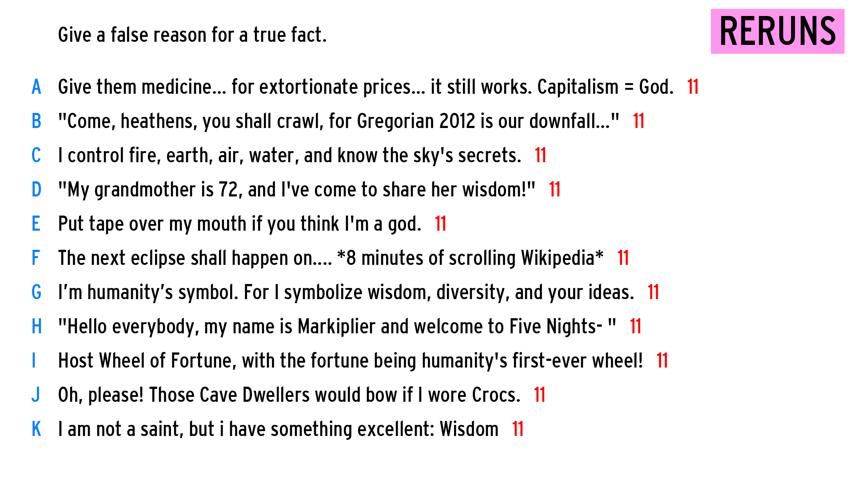 Give a false reason for a true fact.
RERUNS
A Give them medicine... for extortionate prices... it still works. Capitalism = God. 11
B "Come, heathens, you shall crawl, for Gregorian 2012 is our downfall..." 11
C I control fire, earth, air, water, and know the sky's secrets. 11
D "My grandmother is 72, and I've come to share her wisdom!" 11
E Put tape over my mouth if you think I'm a god. 11
F The next eclipse shall happen on.... *8 minutes of scrolling Wikipedia* 11
G I’m humanity’s symbol. For I symbolize wisdom, diversity, and your ideas. 11
H "Hello everybody, my name is Markiplier and welcome to Five Nights- " 11
I Host Wheel of Fortune, with the fortune being humanity's first-ever wheel! 11
J Oh, please! Those Cave Dwellers would bow if I wore Crocs. 11
K I am not a saint, but i have something excellent: Wisdom 11